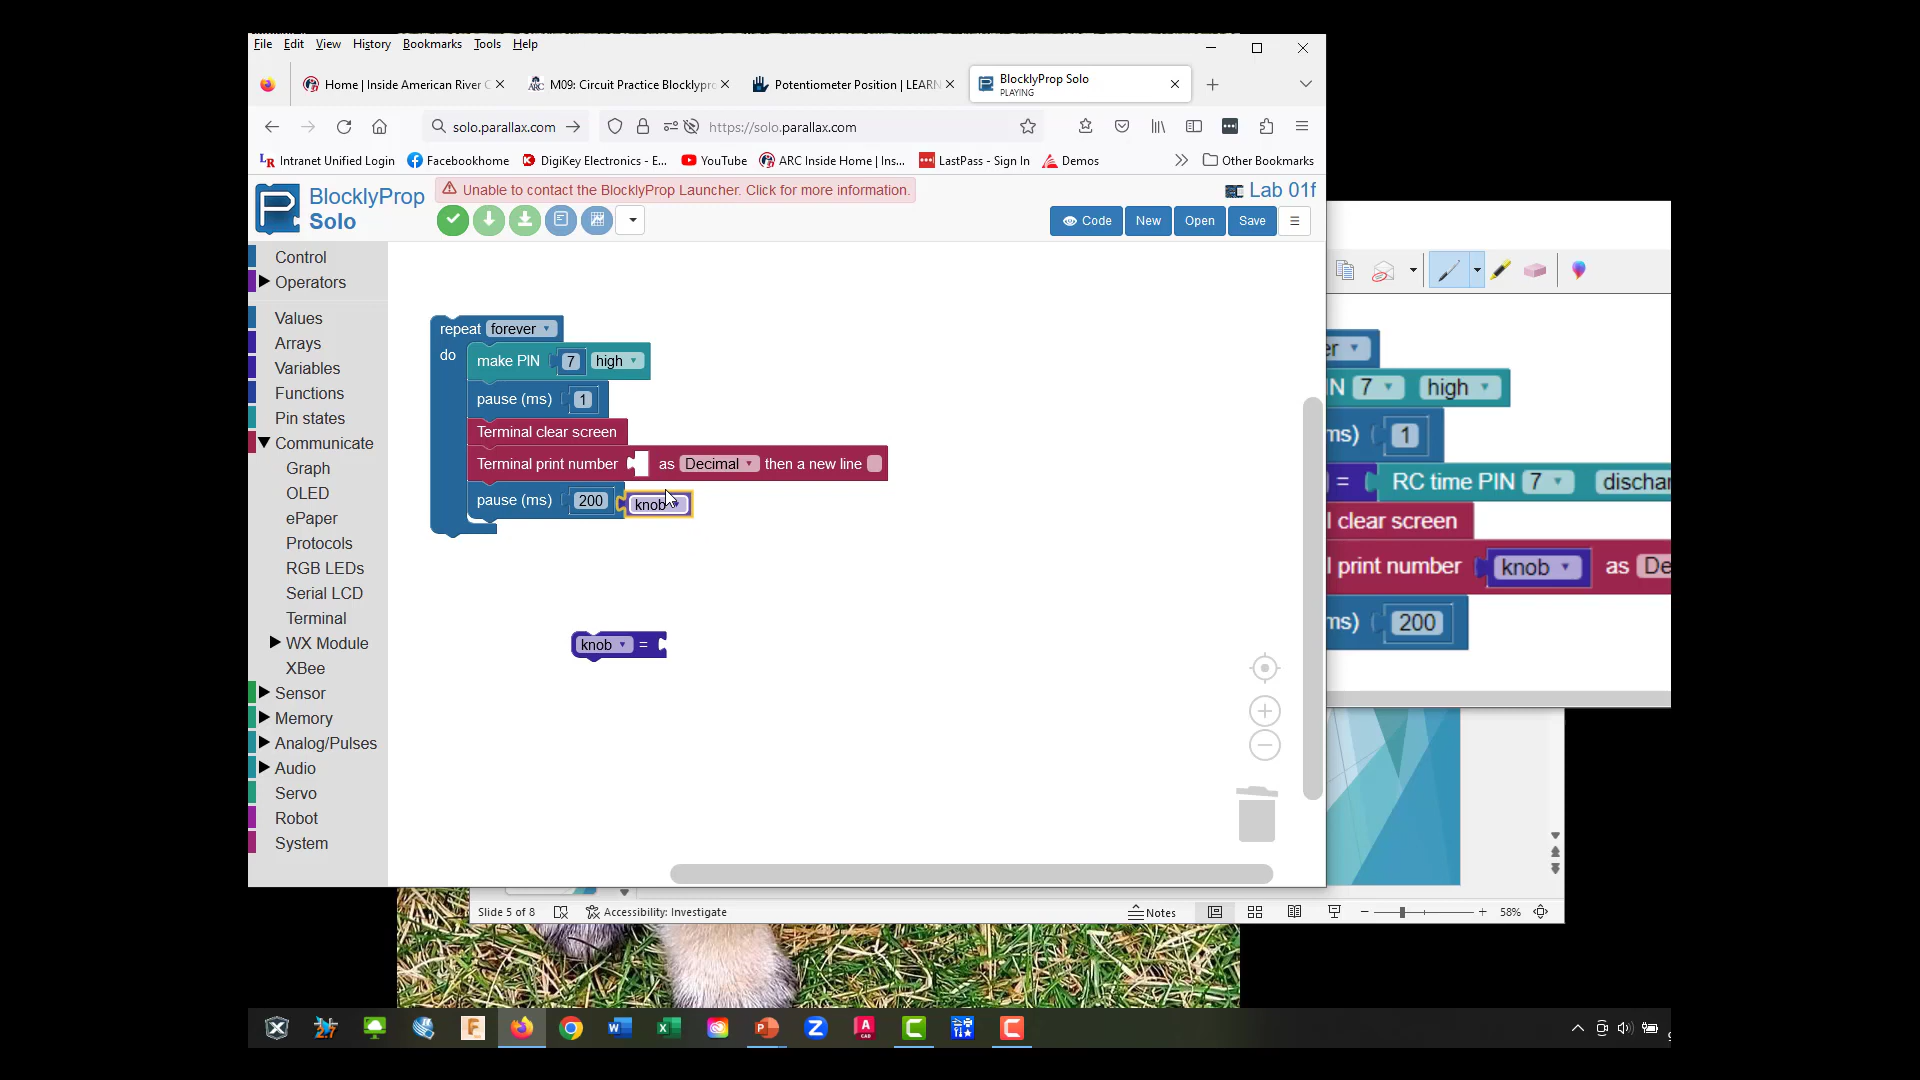 File Edit View History Bookmarks Tools Help
Home | Inside American River C
M09: Circuit Practice Blocklypro
Potentiometer Position | LEARN
BlocklyProp Solo
PLAYING
solo.parallax.com
https://solo.parallax.com
Intranet Unified Login Facebookhome DigiKey Electronics - E... YouTube ARC Inside Home | Ins... LastPass - Sign In Demos Other Bookmarks
BlocklyProp
Solo
Unable to contact the BlocklyProp Launcher. Click for more information.
Lab 01f
Code New Open Save
Control
Operators
Values
Arrays
Variables
Functions
Pin states
Communicate
Graph
OLED
ePaper
Protocols
RGB LEDs
Serial LCD
Terminal
WX Module
XBee
Sensor
Memory
Analog/Pulses
Audio
Servo
Robot
System
repeat forever
do
make PIN 7 high
pause (ms) 1
Terminal clear screen
Terminal print number as Decimal then a new line
pause (ms) 200 knob
knob =
er
IN 7 high
ms) 1
= RC time PIN 7 dischar
l clear screen
l print number knob as De
ms) 200
Slide 5 of 8 Accessibility: Investigate Notes 58%